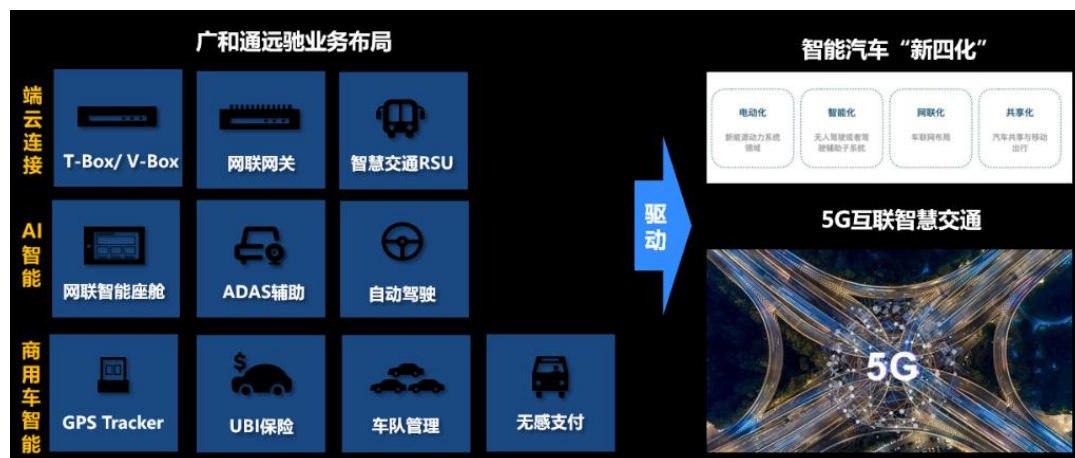 广和通远驰业务布局
端云连接
T-Box/ V-Box
网联网关
智慧交通RSU
AI智能
网联智能座舱
ADAS辅助
自动驾驶
商用车智能
GPS Tracker
$
UBI保险
车队管理
无感支付
驱动
智能汽车“新四化”
电动化
新能源动力系统
领域
智能化
无人驾驶或者驾
驶辅助子系统
网联化
车联网布局
共享化
汽车共享与移动
出行
5G互联智慧交通
5G